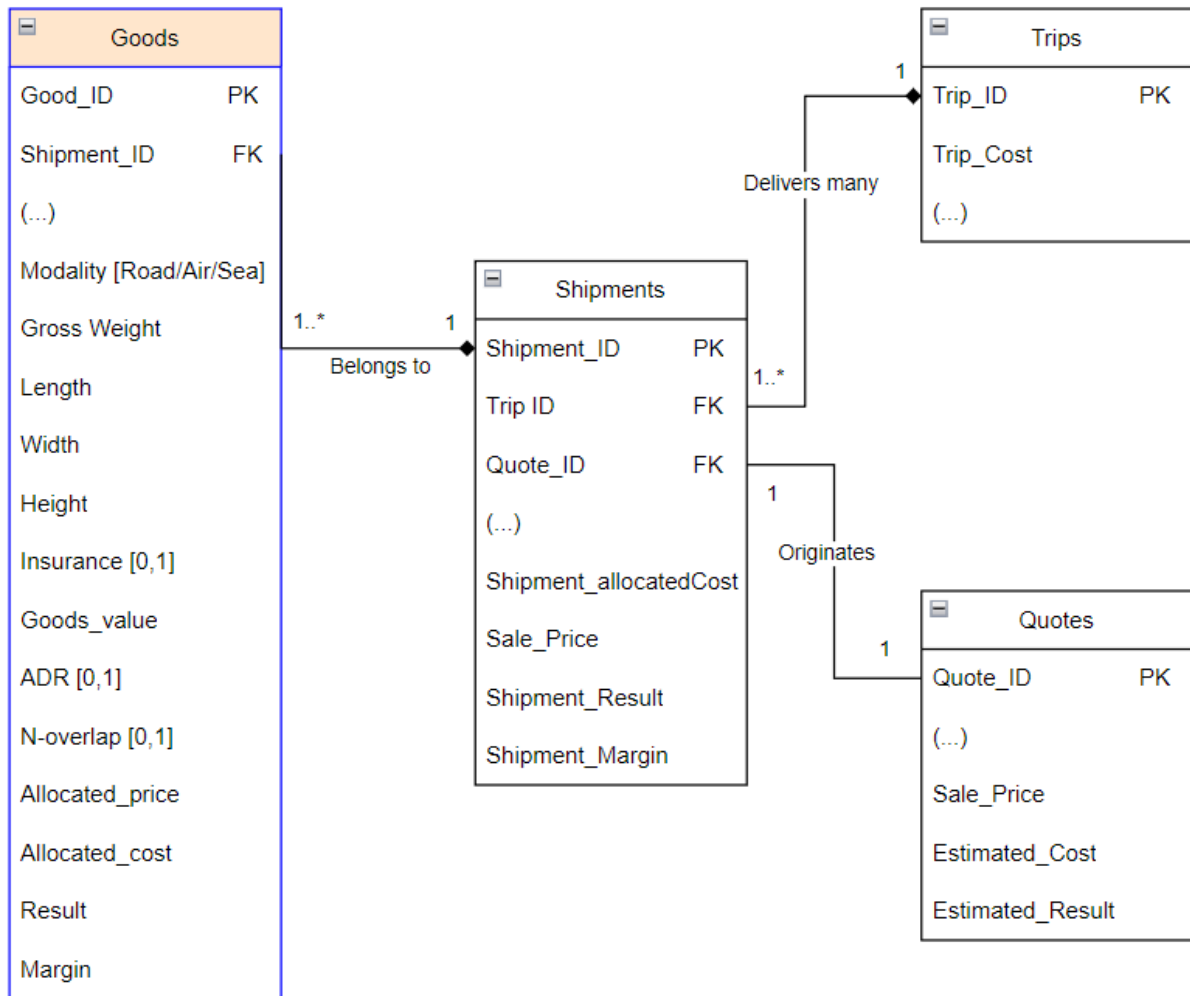 Goods
Good_ID PK
Shipment_ID FK
(...)
Modality [Road/Air/Sea]
Gross Weight
Length
Width
Height
Insurance [0,1]
Goods_value
ADR [0,1]
N-overlap [0,1]
Allocated_price
Allocated_cost
Result
Margin
1..*
1
Belongs to
Shipments
Shipment_ID PK
Trip ID FK
Quote_ID FK
(...)
Shipment_allocatedCost
Sale_Price
Shipment_Result
Shipment_Margin
1
Delivers many
1..*
Trips
Trip_ID PK
Trip_Cost
(...)
1
Originates
1
Quotes
Quote_ID PK
(...)
Sale_Price
Estimated_Cost
Estimated_Result